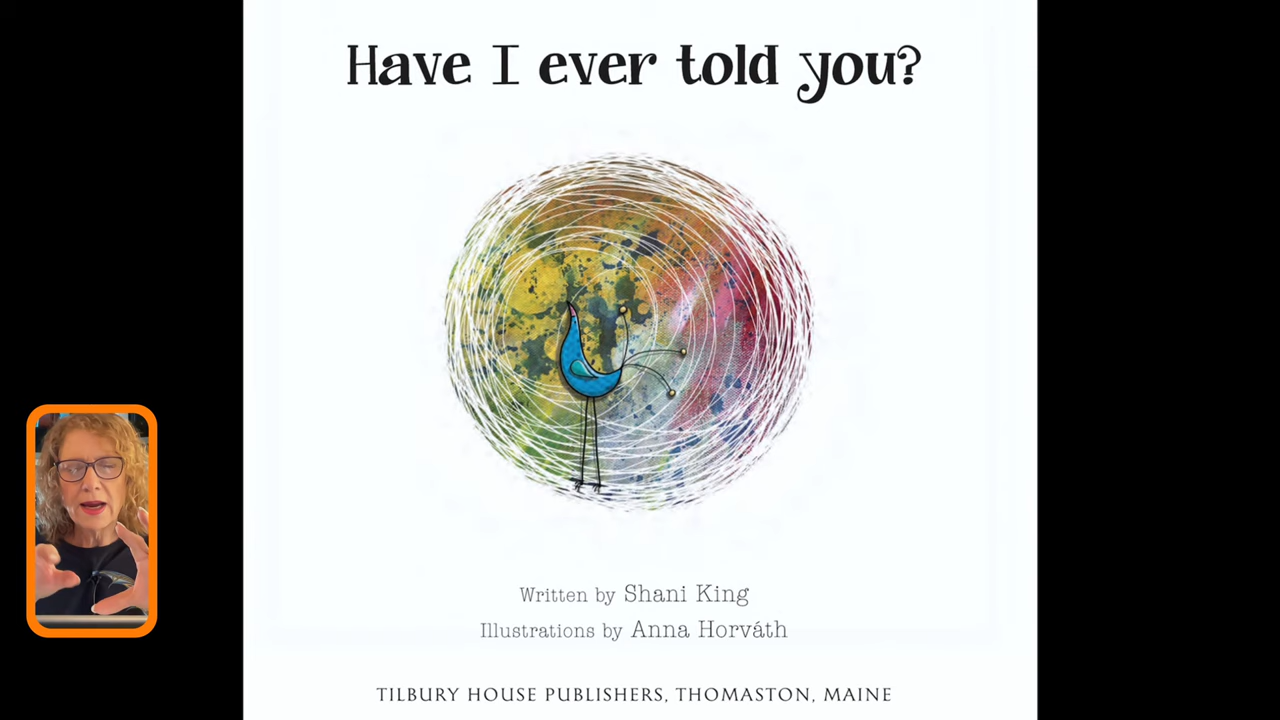 Have I ever told you?
Written by Shani King
Illustrations by Anna Horváth
TILBURY HOUSE PUBLISHERS, THOMASTON, MAINE